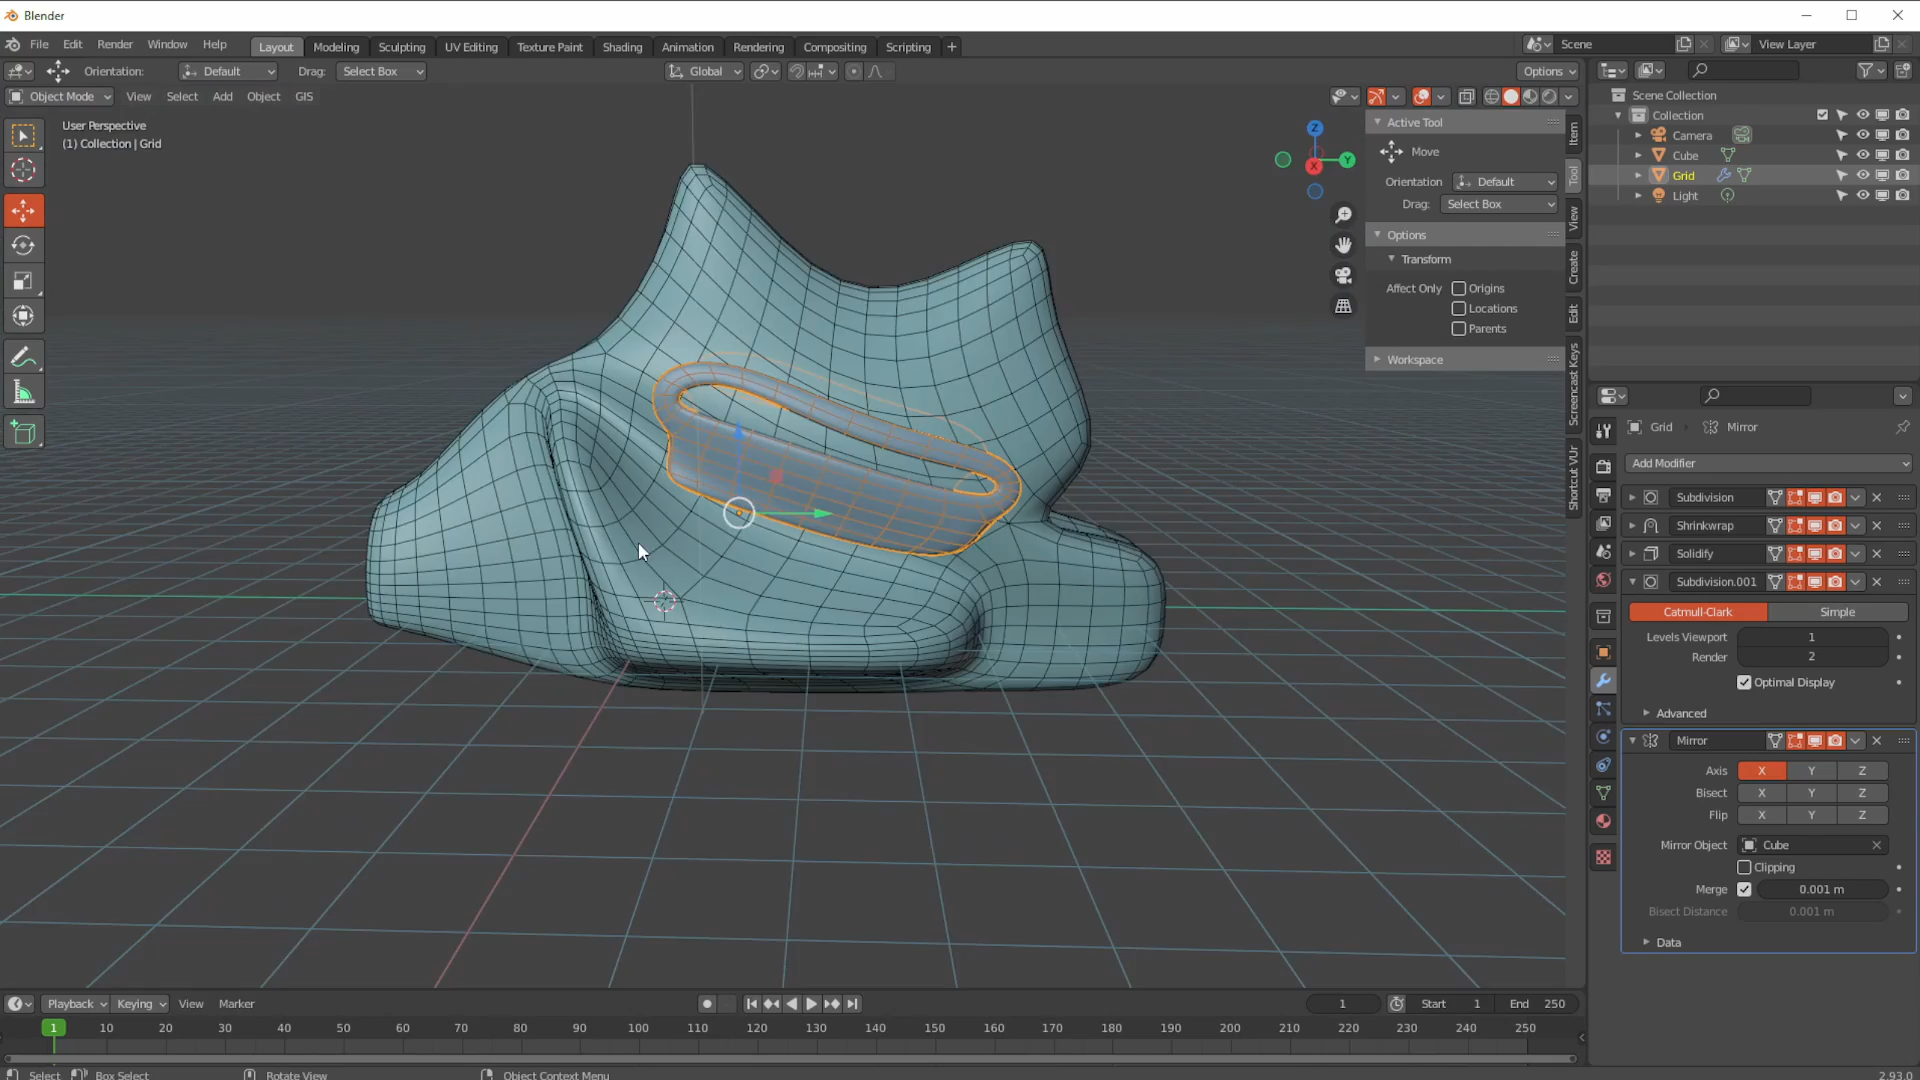 Blender
File Edit Render Window Help Layout Modeling Sculpting UV Editing Texture Paint Shading Animation Rendering Compositing Scripting + Scene View Layer
Orientation: Default Drag: Select Box Global Options
Object Mode View Select Add Object GIS
User Perspective
(1) Collection | Grid
Z
Y
X
Active Tool
Move
Orientation Default
Drag: Select Box
Options
Transform
Affect Only Origins
Locations
Parents
Workspace
Item
Tool
View
Create
Edit
Screencast Keys
Shortcut VUr
Scene Collection
Collection
Camera
Cube
Grid
Light
Grid Mirror
Add Modifier
Subdivision
Shrinkwrap
Solidify
Subdivision.001
Catmull-Clark Simple
Levels Viewport 1
Render 2
Optimal Display
Advanced
Mirror
Axis X Y Z
Bisect X Y Z
Flip X Y Z
Mirror Object Cube
Clipping
Merge 0.001 m
Bisect Distance 0.001 m
Data
Playback Keying View Marker 1 Start 1 End 250
1 10 20 30 40 50 60 70 80 90 100 110 120 130 140 150 160 170 180 190 200 210 220 230 240 250
Select Box Select Rotate View Object Context Menu 2.93.0